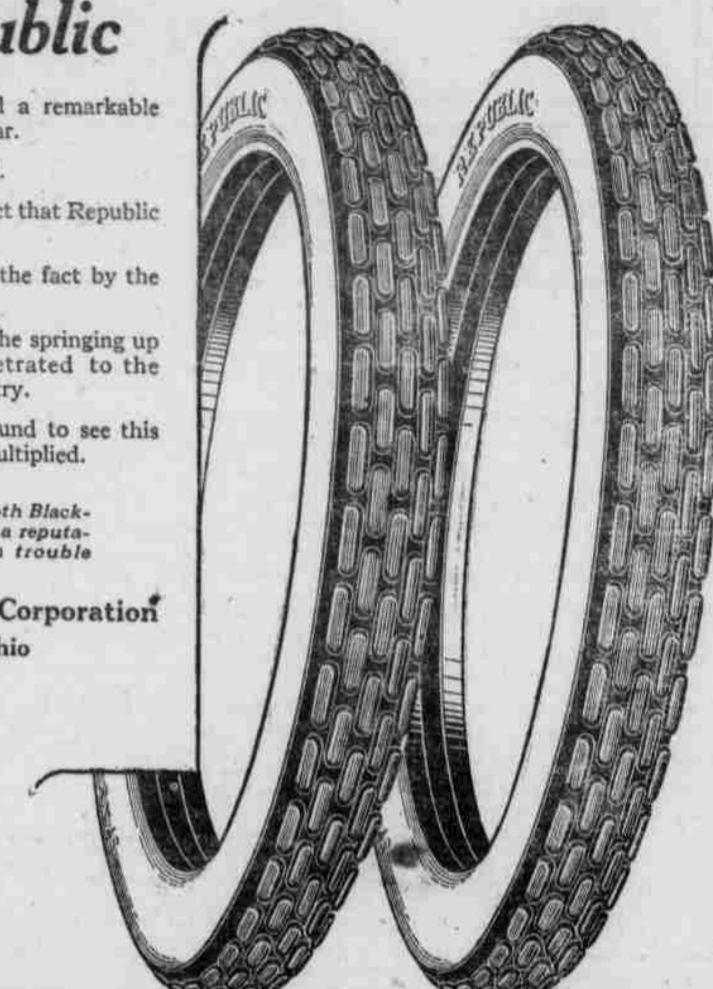 ublic
a remarkable
ar.
ct that Republic
the fact by the
he springing up
etrated to the
ry.
und to see this
ultiplied.
th Black-
a reputa-
trouble
Corporation
hio
REPUBLIC
REPUBLIC